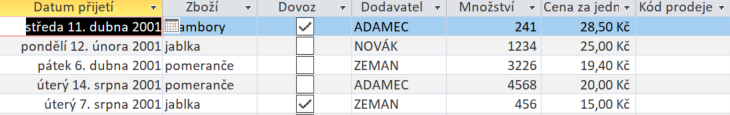 Datum přijetí Zboží Dovoz Dodavatel Množství Cena za jedn Kód prodeje
středa 11. dubna 2001 ambory ADAMEC 241 28,50 Kč
pondělí 12. února 2001 jablka NOVÁK 1234 25,00 Kč
pátek 6. dubna 2001 pomeranče ZEMAN 3226 19,40 Kč
úterý 14. srpna 2001 pomeranče ADAMEC 4568 20,00 Kč
úterý 7. srpna 2001 jablka ZEMAN 456 15,00 Kč